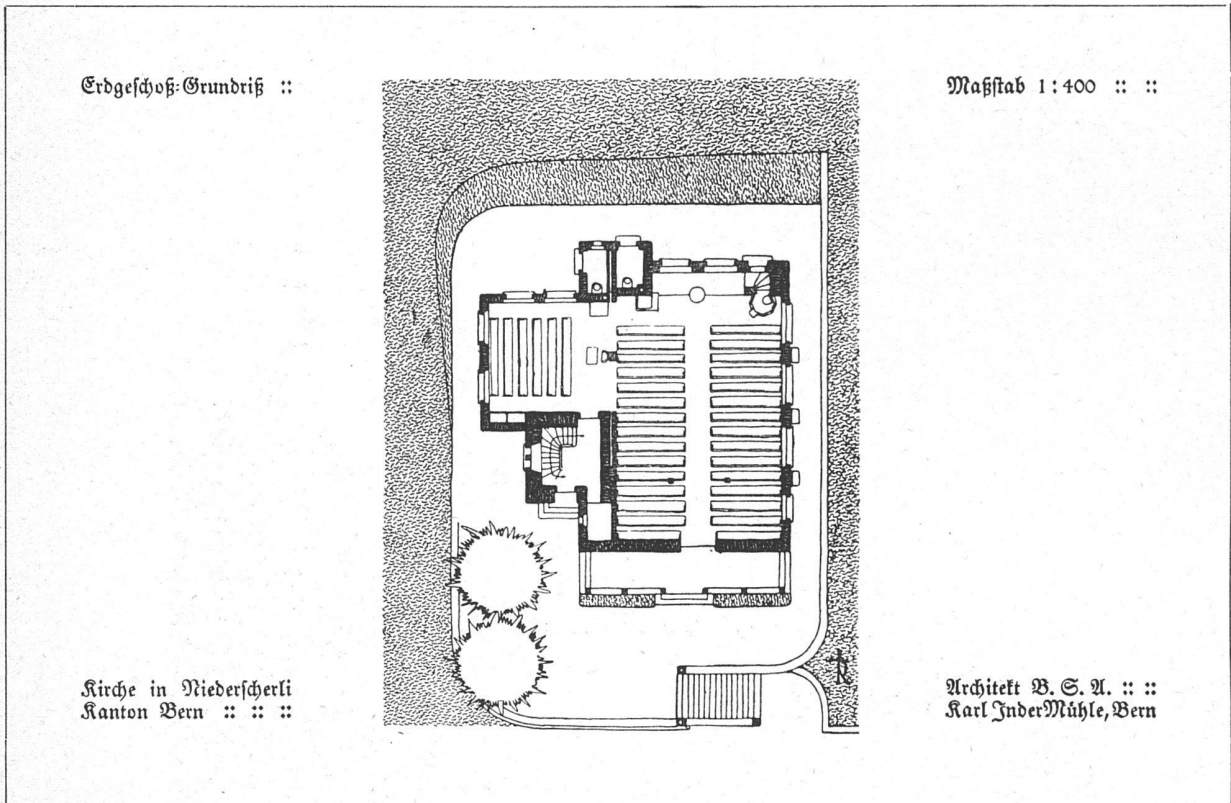 Erdgeschoß-Grundriß ::
Maßstab 1:400 :: ::
Kirche in Niederscherli
Kanton Bern :: :: ::
Architekt B. S. A. :: ::
Karl InderMühle, Bern